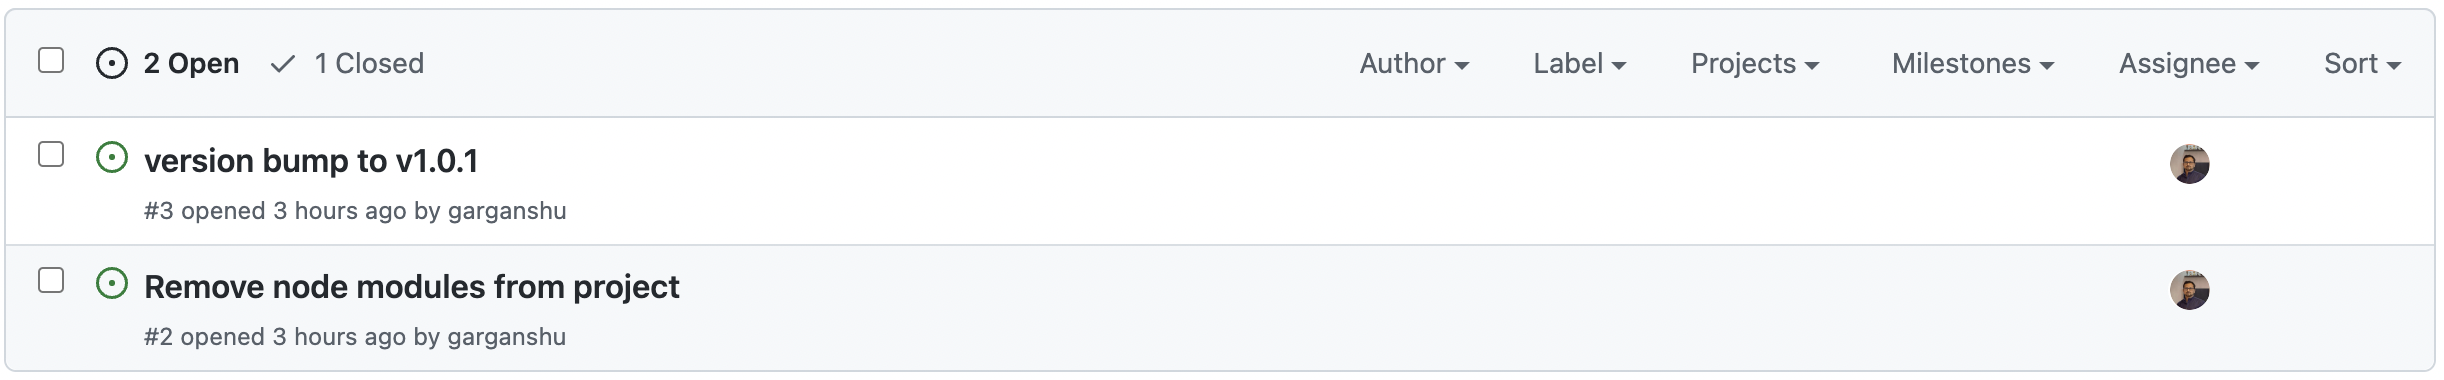 2 Open 1 Closed Author Label Projects Milestones Assignee Sort
version bump to v1.0.1
#3 opened 3 hours ago by garganshu
Remove node modules from project
#2 opened 3 hours ago by garganshu